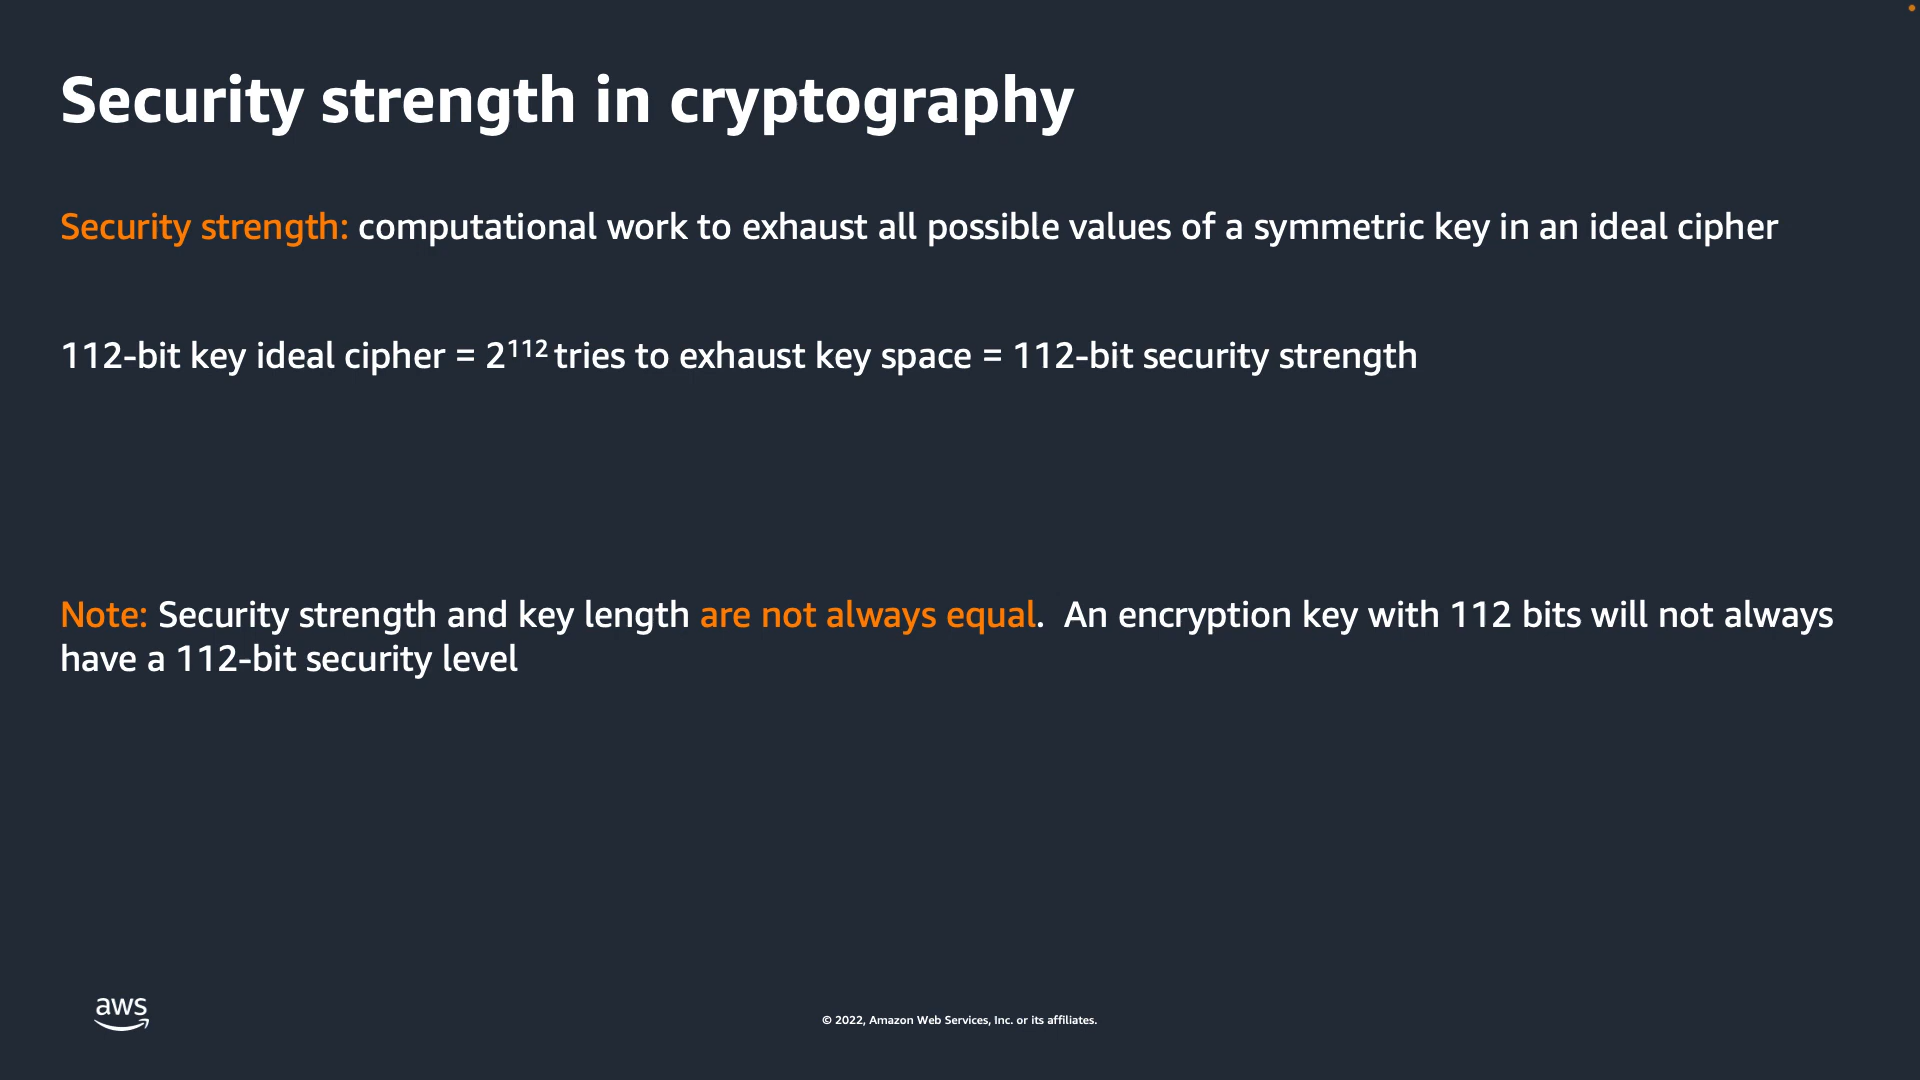 Security strength in cryptography
Security strength: computational work to exhaust all possible values of a symmetric key in an ideal cipher
112-bit key ideal cipher = 2¹¹² tries to exhaust key space = 112-bit security strength
Note: Security strength and key length are not always equal.  An encryption key with 112 bits will not always
have a 112-bit security level
aws
© 2022, Amazon Web Services, Inc. or its affiliates.